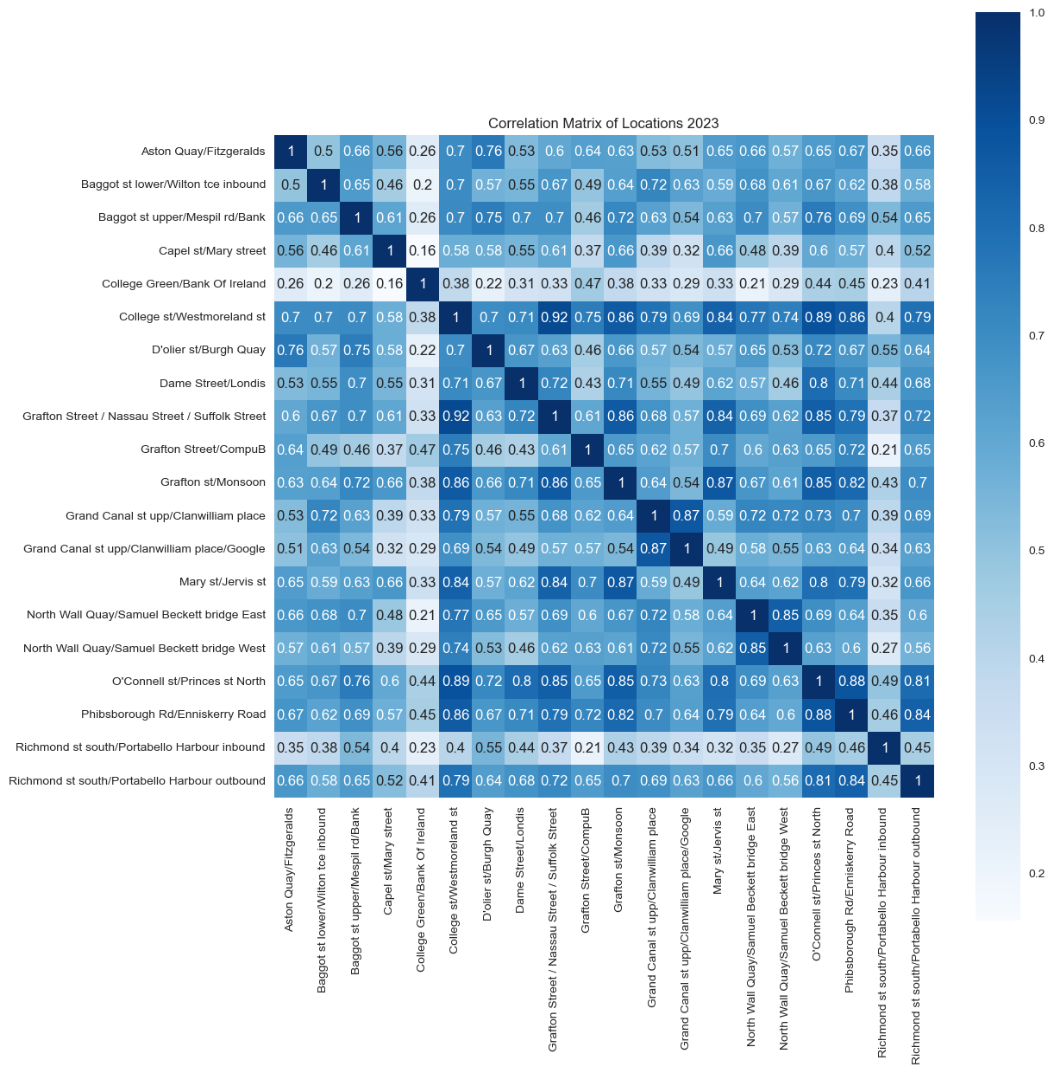 Correlation Matrix of Locations 2023
Aston Quay/Fitzgeralds 1 0.5 0.66 0.56 0.26 0.7 0.76 0.53 0.6 0.64 0.63 0.53 0.51 0.65 0.66 0.57 0.65 0.67 0.35 0.66
Baggot st lower/Wilton tce inbound 0.5 1 0.65 0.46 0.2 0.7 0.57 0.55 0.67 0.49 0.64 0.72 0.63 0.59 0.68 0.61 0.67 0.62 0.38 0.58
Baggot st upper/Mespil rd/Bank 0.66 0.65 1 0.61 0.26 0.7 0.75 0.7 0.7 0.46 0.72 0.63 0.54 0.63 0.7 0.57 0.76 0.69 0.54 0.65
Capel st/Mary street 0.56 0.46 0.61 1 0.16 0.58 0.58 0.55 0.61 0.37 0.66 0.39 0.32 0.66 0.48 0.39 0.6 0.57 0.4 0.52
College Green/Bank Of Ireland 0.26 0.2 0.26 0.16 1 0.38 0.22 0.31 0.33 0.47 0.38 0.33 0.29 0.33 0.21 0.29 0.44 0.45 0.23 0.41
College st/Westmoreland st 0.7 0.7 0.7 0.58 0.38 1 0.7 0.71 0.92 0.75 0.86 0.79 0.69 0.84 0.77 0.74 0.89 0.86 0.4 0.79
D'olier st/Burgh Quay 0.76 0.57 0.75 0.58 0.22 0.7 1 0.67 0.63 0.46 0.66 0.57 0.54 0.57 0.65 0.53 0.72 0.67 0.55 0.64
Dame Street/Londis 0.53 0.55 0.7 0.55 0.31 0.71 0.67 1 0.72 0.43 0.71 0.55 0.49 0.62 0.57 0.46 0.8 0.71 0.44 0.68
Grafton Street / Nassau Street / Suffolk Street 0.6 0.67 0.7 0.61 0.33 0.92 0.63 0.72 1 0.61 0.86 0.68 0.57 0.84 0.69 0.62 0.85 0.79 0.37 0.72
Grafton Street/CompuB 0.64 0.49 0.46 0.37 0.47 0.75 0.46 0.43 0.61 1 0.65 0.62 0.57 0.7 0.6 0.63 0.65 0.72 0.21 0.65
Grafton st/Monsoon 0.63 0.64 0.72 0.66 0.38 0.86 0.66 0.71 0.86 0.65 1 0.64 0.54 0.87 0.67 0.61 0.85 0.82 0.43 0.7
Grand Canal st upp/Clanwilliam place 0.53 0.72 0.63 0.39 0.33 0.79 0.57 0.55 0.68 0.62 0.64 1 0.87 0.59 0.72 0.72 0.73 0.7 0.39 0.69
Grand Canal st upp/Clanwilliam place/Google 0.51 0.63 0.54 0.32 0.29 0.69 0.54 0.49 0.57 0.57 0.54 0.87 1 0.49 0.58 0.55 0.63 0.64 0.34 0.63
Mary st/Jervis st 0.65 0.59 0.63 0.66 0.33 0.84 0.57 0.62 0.84 0.7 0.87 0.59 0.49 1 0.64 0.62 0.8 0.79 0.32 0.66
North Wall Quay/Samuel Beckett bridge East 0.66 0.68 0.7 0.48 0.21 0.77 0.65 0.57 0.69 0.6 0.67 0.72 0.58 0.64 1 0.85 0.69 0.64 0.35 0.6
North Wall Quay/Samuel Beckett bridge West 0.57 0.61 0.57 0.39 0.29 0.74 0.53 0.46 0.62 0.63 0.61 0.72 0.55 0.62 0.85 1 0.63 0.6 0.27 0.56
O'Connell st/Princes st North 0.65 0.67 0.76 0.6 0.44 0.89 0.72 0.8 0.85 0.65 0.85 0.73 0.63 0.8 0.69 0.63 1 0.88 0.49 0.81
Phibsborough Rd/Enniskerry Road 0.67 0.62 0.69 0.57 0.45 0.86 0.67 0.71 0.79 0.72 0.82 0.7 0.64 0.79 0.64 0.6 0.88 1 0.46 0.84
Richmond st south/Portabello Harbour inbound 0.35 0.38 0.54 0.4 0.23 0.4 0.55 0.44 0.37 0.21 0.43 0.39 0.34 0.32 0.35 0.27 0.49 0.46 1 0.45
Richmond st south/Portabello Harbour outbound 0.66 0.58 0.65 0.52 0.41 0.79 0.64 0.68 0.72 0.65 0.7 0.69 0.63 0.66 0.6 0.56 0.81 0.84 0.45 1
Aston Quay/Fitzgeralds
Baggot st lower/Wilton tce inbound
Baggot st upper/Mespil rd/Bank
Capel st/Mary street
College Green/Bank Of Ireland
College st/Westmoreland st
D'olier st/Burgh Quay
Dame Street/Londis
Grafton Street / Nassau Street / Suffolk Street
Grafton Street/CompuB
Grafton st/Monsoon
Grand Canal st upp/Clanwilliam place
Grand Canal st upp/Clanwilliam place/Google
Mary st/Jervis st
North Wall Quay/Samuel Beckett bridge East
North Wall Quay/Samuel Beckett bridge West
O'Connell st/Princes st North
Phibsborough Rd/Enniskerry Road
Richmond st south/Portabello Harbour inbound
Richmond st south/Portabello Harbour outbound
1.0
0.9
0.8
0.7
0.6
0.5
0.4
0.3
0.2